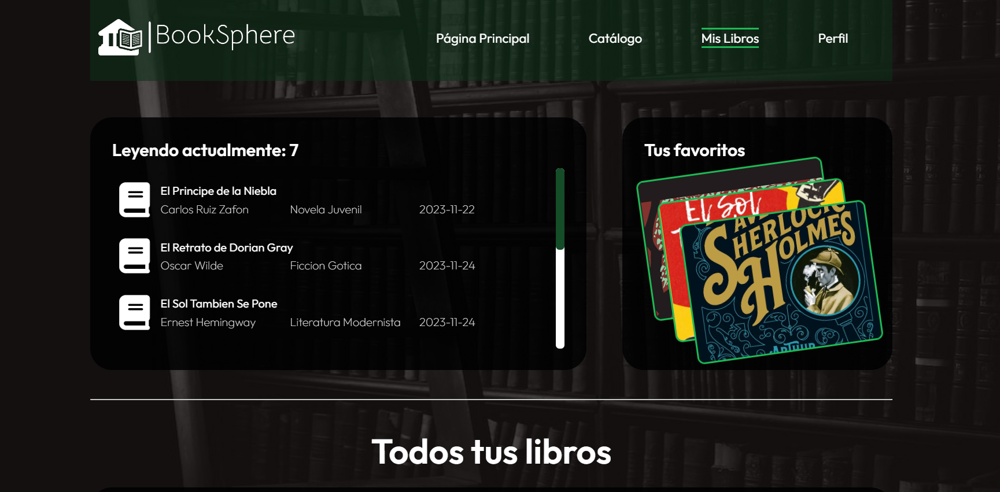 BookSphere
Página Principal
Catálogo
Mis Libros
Perfil
Leyendo actualmente: 7
El Principe de la Niebla
Carlos Ruiz Zafon Novela Juvenil 2023-11-22
El Retrato de Dorian Gray
Oscar Wilde Ficcion Gotica 2023-11-24
El Sol Tambien Se Pone
Ernest Hemingway Literatura Modernista 2023-11-24
Tus favoritos
El Sol
SHERLOCK
HOLMES
ARTHUR
Todos tus libros